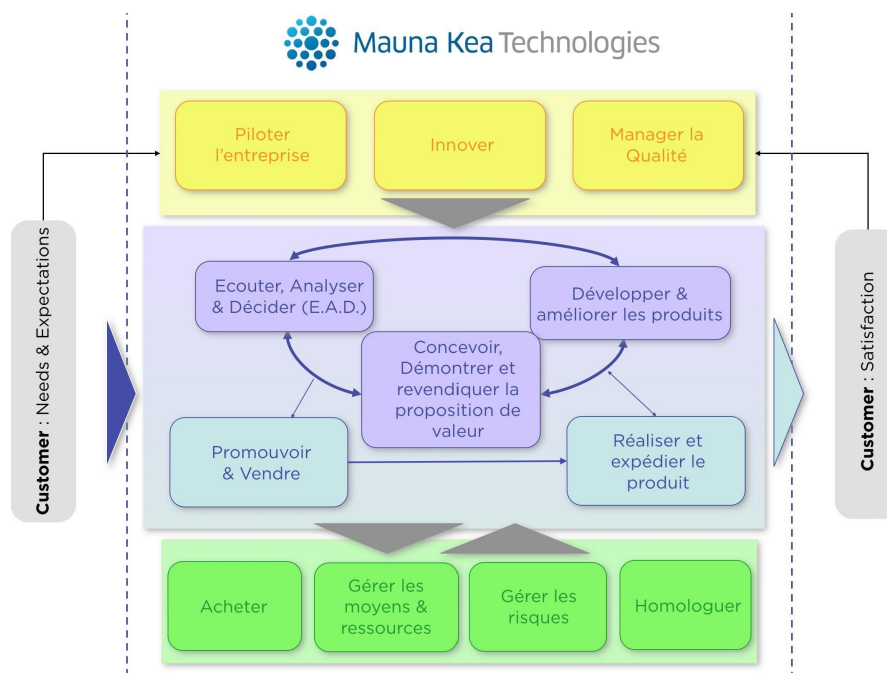 Mauna Kea Technologies
Piloter
l'entreprise
Innover
Manager la
Qualité
Customer : Needs & Expectations
Ecouter, Analyser
& Décider (E.A.D.)
Développer &
améliorer les produits
Concevoir,
Démontrer et
revendiquer la
proposition de
valeur
Promouvoir
& Vendre
Réaliser et
expédier le
produit
Customer : Satisfaction
Acheter
Gérer les
moyens &
ressources
Gérer les
risques
Homologuer